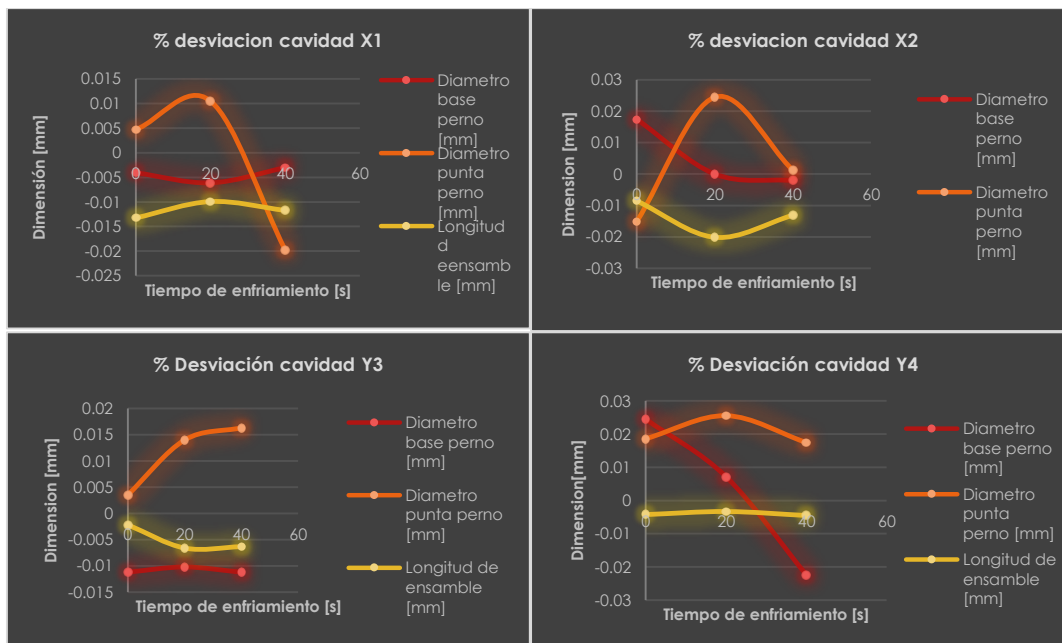 % desviacion cavidad X1
0.015
0.01
0.005
0
-0.005
-0.01
-0.015
-0.02
-0.025
0
20
40
60
Dimensión [mm]
Tiempo de enfriamiento [s]
Diametro
base
perno
[mm]
Diametro
punta
perno
[mm]
Longitud
d
eensamb
le [mm]
% desviacion cavidad X2
0.03
0.02
0.01
0
-0.01
-0.02
-0.03
0
20
40
60
Dimension [mm]
Tiempo de enfriamiento [s]
Diametro
base
perno
[mm]
Diametro
punta
perno
[mm]
% Desviación cavidad Y3
0.02
0.015
0.01
0.005
0
-0.005
-0.01
-0.015
0
20
40
60
Dimension [mm]
Tiempo de enfriamiento [s]
Diametro
base perno
[mm]
Diametro
punta perno
[mm]
Longitud de
ensamble
[mm]
% Desviación cavidad Y4
0.03
0.02
0.01
0
-0.01
-0.02
-0.03
0
20
40
60
Dimension[mm]
Tiempo de enfriamiento [s]
Diametro
base perno
[mm]
Diametro
punta
perno [mm]
Longitud de
ensamble
[mm]